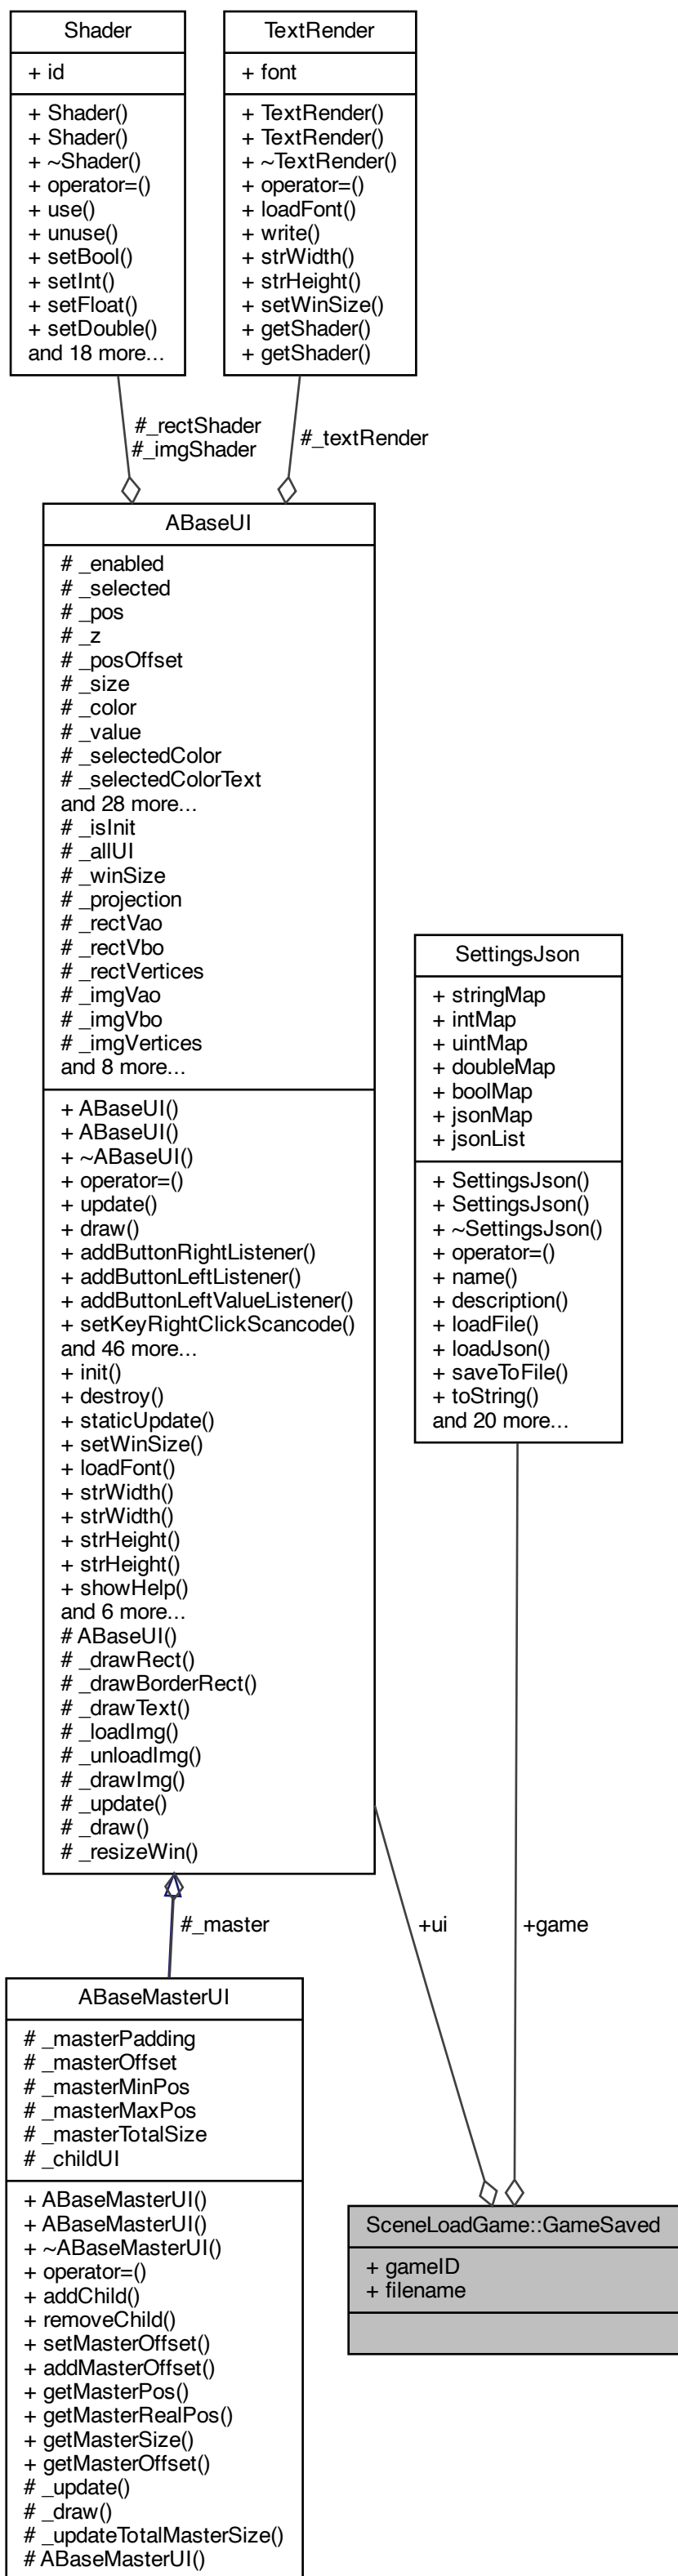 Shader
+ id
+ Shader()
+ Shader()
+ ~Shader()
+ operator=()
+ use()
+ unuse()
+ setBool()
+ setInt()
+ setFloat()
+ setDouble()
and 18 more...
TextRender
+ font
+ TextRender()
+ TextRender()
+ ~TextRender()
+ operator=()
+ loadFont()
+ write()
+ strWidth()
+ strHeight()
+ setWinSize()
+ getShader()
+ getShader()
#_rectShader
#_imgShader
#_textRender
ABaseUI
# _enabled
# _selected
# _pos
# _z
# _posOffset
# _size
# _color
# _value
# _selectedColor
# _selectedColorText
and 28 more...
# _isInit
# _allUI
# _winSize
# _projection
# _rectVao
# _rectVbo
# _rectVertices
# _imgVao
# _imgVbo
# _imgVertices
and 8 more...
+ ABaseUI()
+ ABaseUI()
+ ~ABaseUI()
+ operator=()
+ update()
+ draw()
+ addButtonRightListener()
+ addButtonLeftListener()
+ addButtonLeftValueListener()
+ setKeyRightClickScancode()
and 46 more...
+ init()
+ destroy()
+ staticUpdate()
+ setWinSize()
+ loadFont()
+ strWidth()
+ strWidth()
+ strHeight()
+ strHeight()
+ showHelp()
and 6 more...
# ABaseUI()
# _drawRect()
# _drawBorderRect()
# _drawText()
# _loadImg()
# _unloadImg()
# _drawImg()
# _update()
# _draw()
# _resizeWin()
SettingsJson
+ stringMap
+ intMap
+ uintMap
+ doubleMap
+ boolMap
+ jsonMap
+ jsonList
+ SettingsJson()
+ SettingsJson()
+ ~SettingsJson()
+ operator=()
+ name()
+ description()
+ loadFile()
+ loadJson()
+ saveToFile()
+ toString()
and 20 more...
#_master
+ui
+game
ABaseMasterUI
# _masterPadding
# _masterOffset
# _masterMinPos
# _masterMaxPos
# _masterTotalSize
# _childUI
+ ABaseMasterUI()
+ ABaseMasterUI()
+ ~ABaseMasterUI()
+ operator=()
+ addChild()
+ removeChild()
+ setMasterOffset()
+ addMasterOffset()
+ getMasterPos()
+ getMasterRealPos()
+ getMasterSize()
+ getMasterOffset()
# _update()
# _draw()
# _updateTotalMasterSize()
# ABaseMasterUI()
SceneLoadGame::GameSaved
+ gameID
+ filename